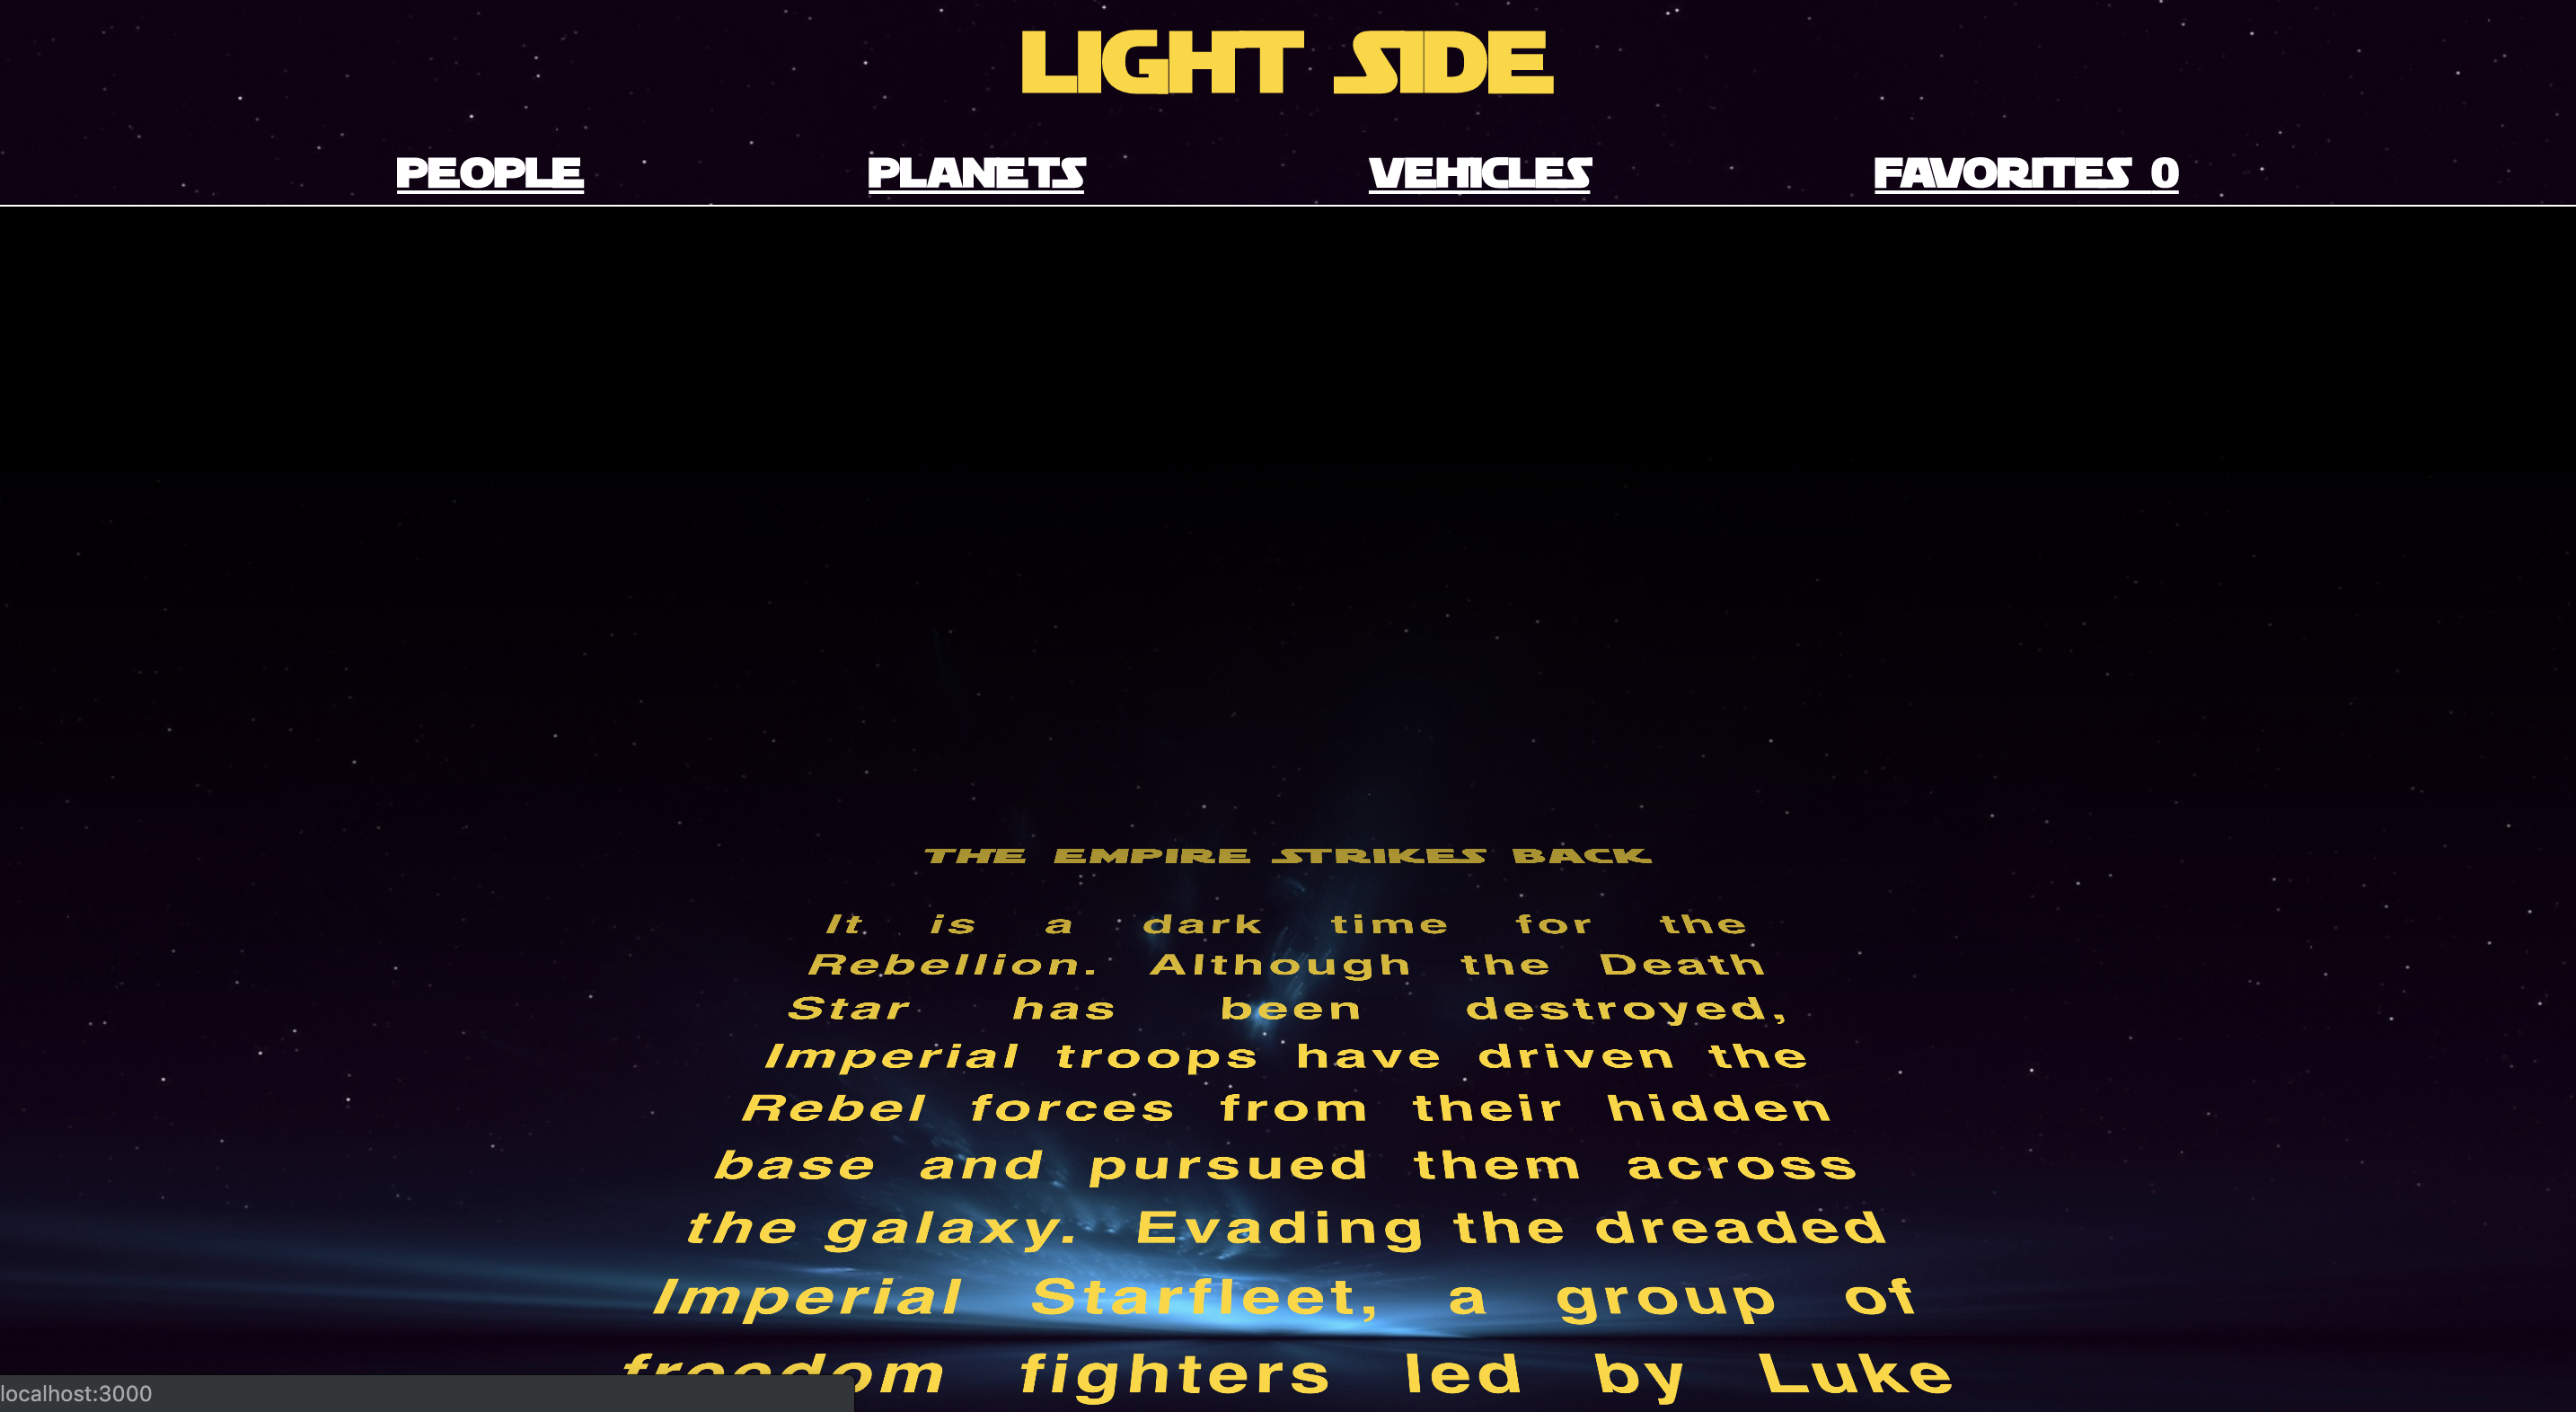 LIGHT SIDE
PEOPLE PLANETS VEHICLES FAVORITES 0
THE EMPIRE STRIKES BACK
It is a dark time for the
Rebellion. Although the Death
Star has been destroyed,
Imperial troops have driven the
Rebel forces from their hidden
base and pursued them across
the galaxy. Evading the dreaded
Imperial Starfleet, a group of
freedom fighters led by Luke
localhost:3000